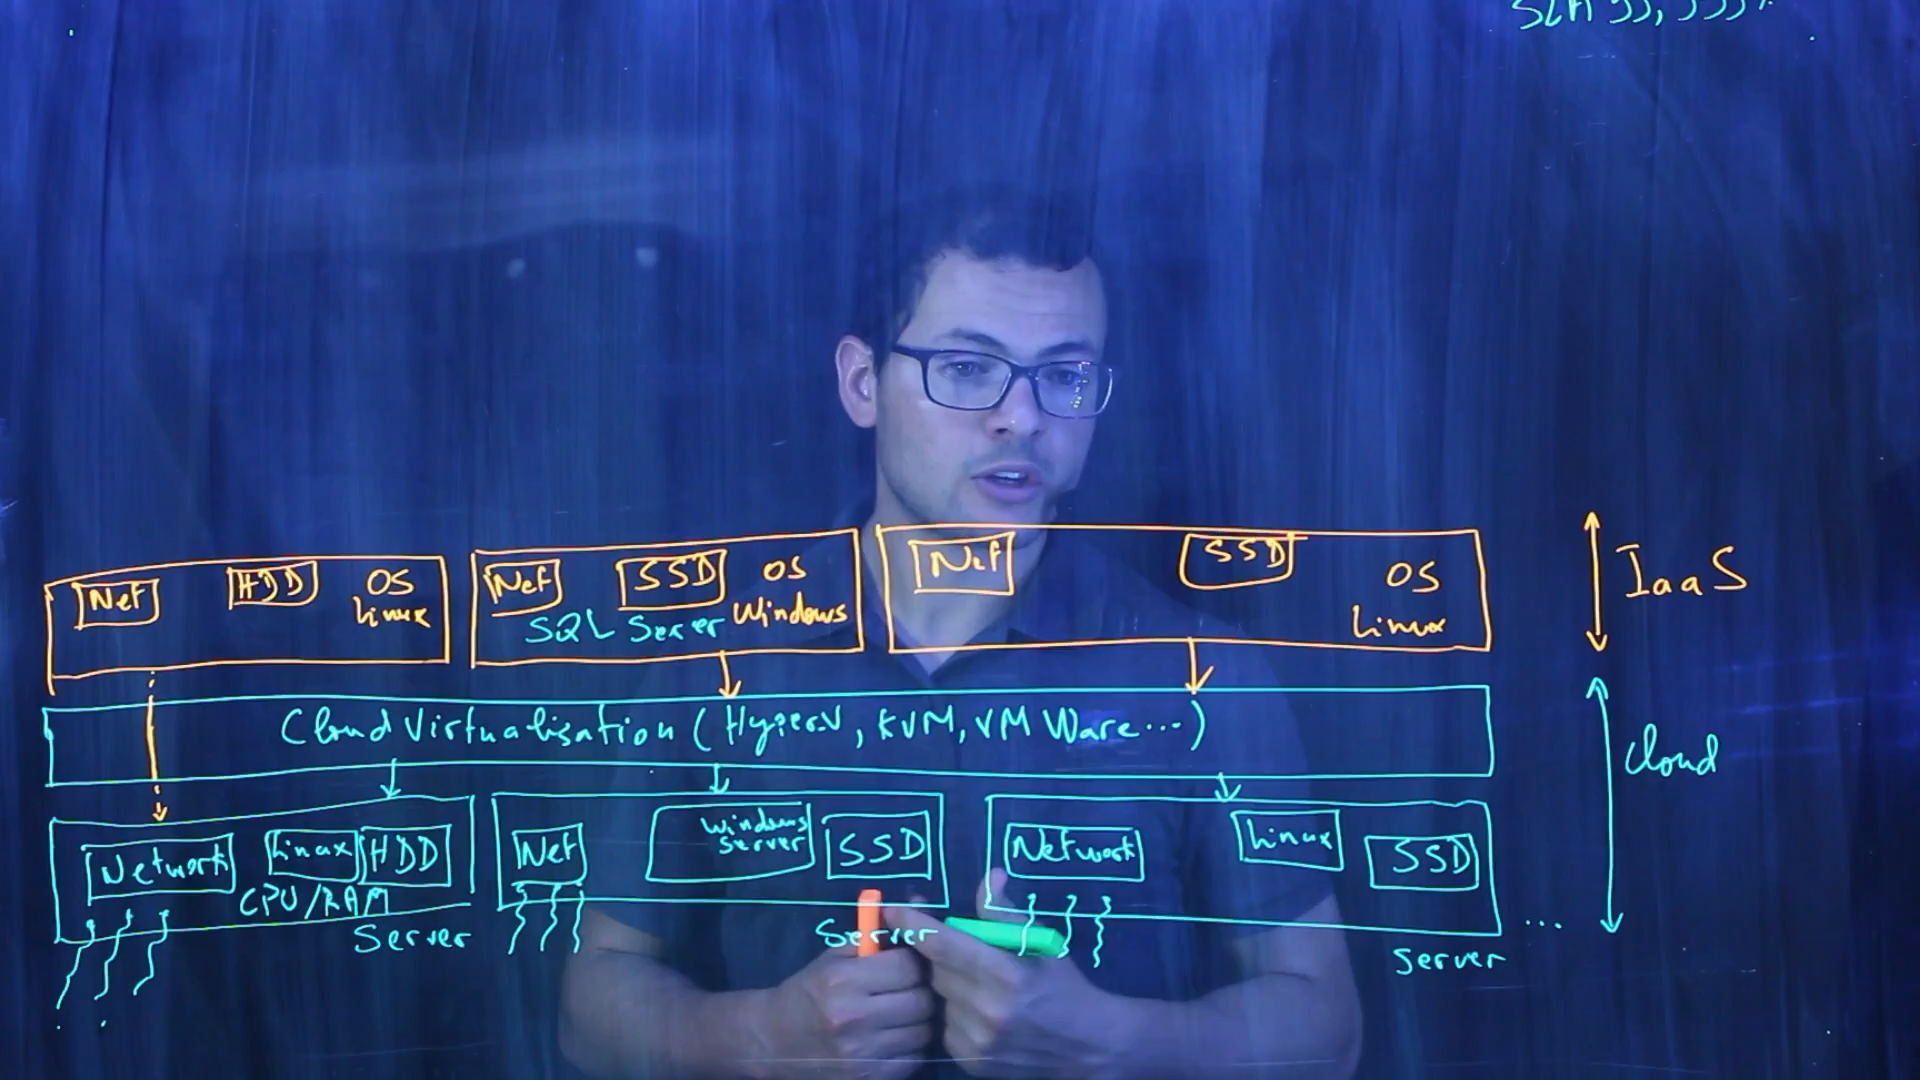 Net HDD OS
Linux
Net SSD OS
SQL Server Windows
Net SSD OS
Linux
IaaS
Cloud Virtualisation (HyperV, KVM, VM Ware...)
Cloud
Network Linux HDD
CPU/RAM
Server
Net Windows Server SSD
Server
Network Linux SSD
Server
...